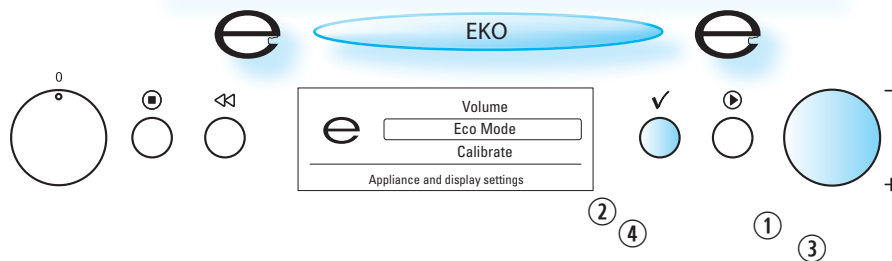 EKO
0
Volume
Eco Mode
Calibrate
Appliance and display settings
−
+
② ①
④ ③